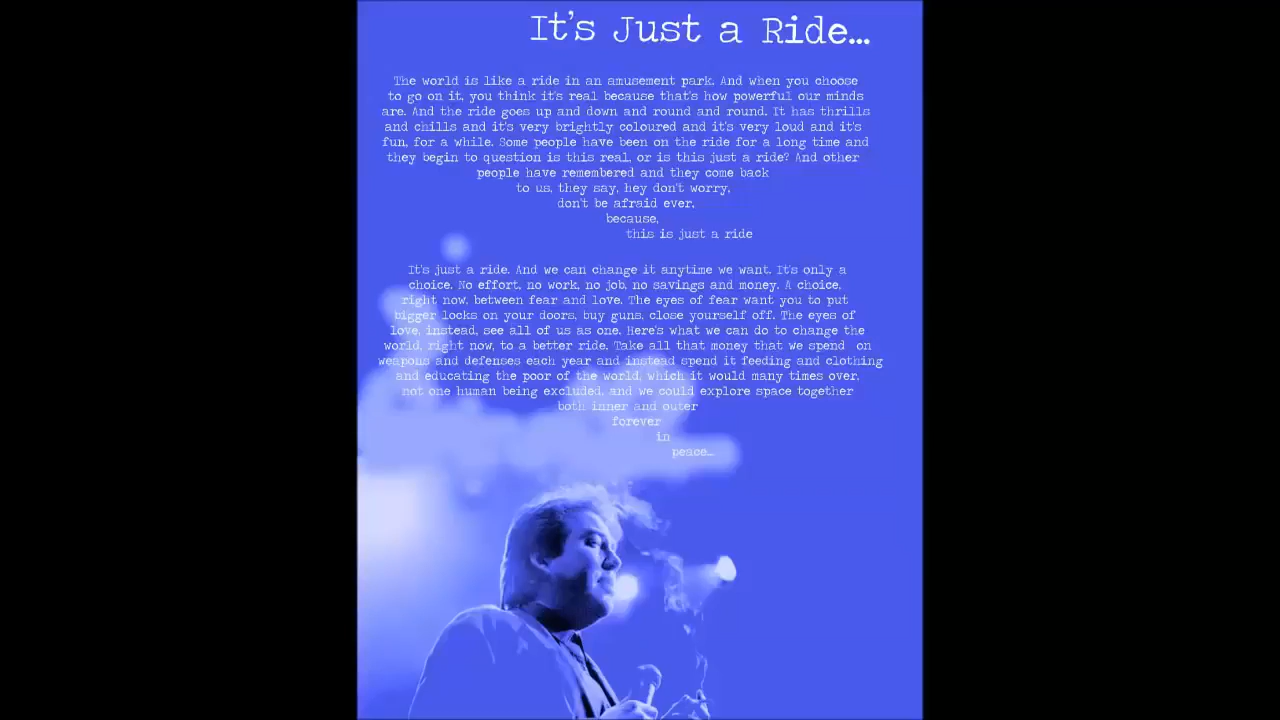 It's Just a Ride...
The world is like a ride in an amusement park. And when you choose
to go on it, you think it's real because that's how powerful our minds
are. And the ride goes up and down and round and round. It has thrills
and chills and it's very brightly coloured and it's very loud and it's
fun, for a while. Some people have been on the ride for a long time and
they begin to question is this real, or is this just a ride? And other
people have remembered and they come back
to us, they say, hey don't worry,
don't be afraid ever,
because,
this is just a ride
It's just a ride. And we can change it anytime we want. It's only a
choice. No effort, no work, no job, no savings and money. A choice,
right now, between fear and love. The eyes of fear want you to put
bigger locks on your doors, buy guns, close yourself off. The eyes of
love, instead, see all of us as one. Here's what we can do to change the
world, right now, to a better ride. Take all that money that we spend on
weapons and defenses each year and instead spend it feeding and clothing
and educating the poor of the world, which it would many times over,
not one human being excluded, and we could explore space together
both inner and outer
forever
in
peace...